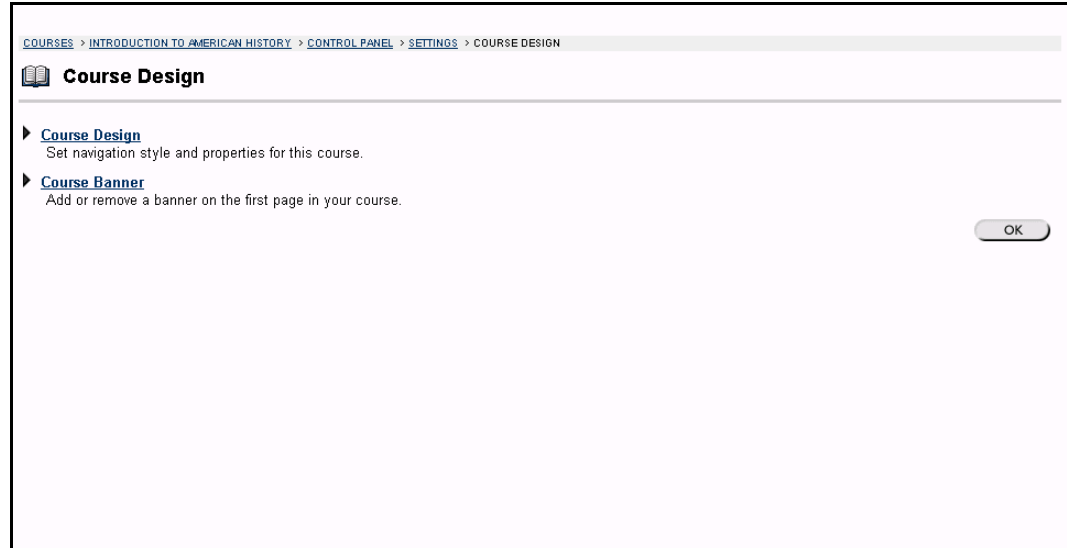 COURSES > INTRODUCTION TO AMERICAN HISTORY > CONTROL PANEL > SETTINGS > COURSE DESIGN
Course Design
Course Design
Set navigation style and properties for this course.
Course Banner
Add or remove a banner on the first page in your course.
OK